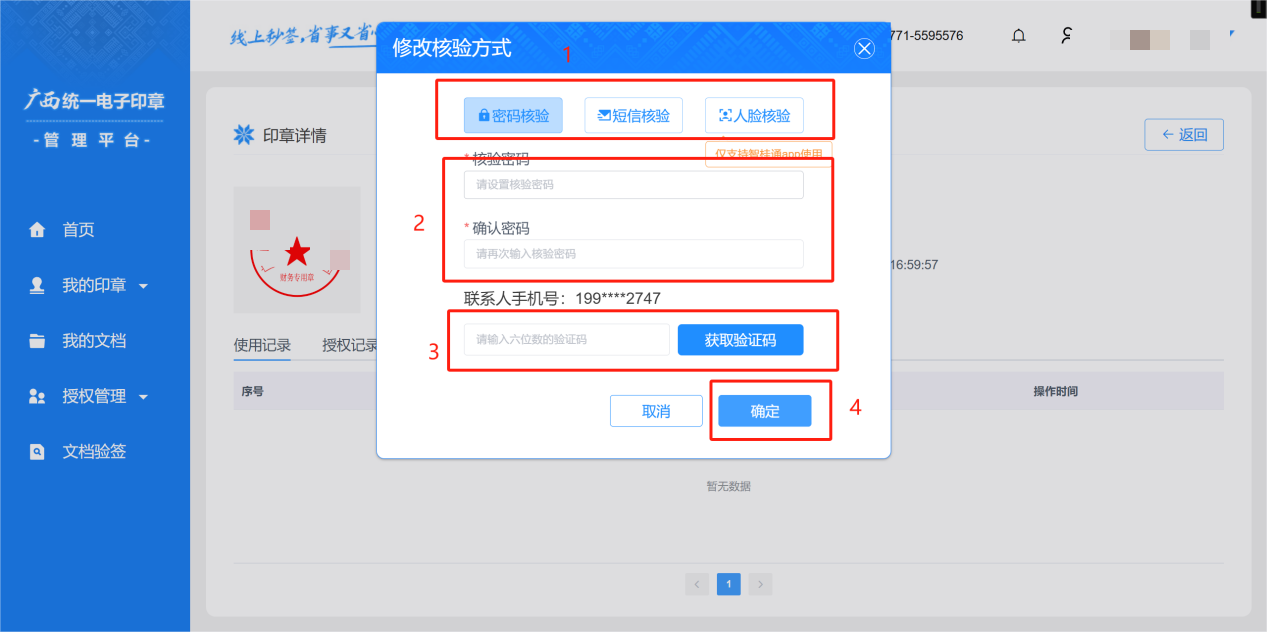 线上秒签,省事又省
771-5595576
广西统一电子印章
-管 理 平 台-
首页
我的印章
我的文档
授权管理
文档验签
印章详情
返回
财务专用章
16:59:57
使用记录
授权记录
序号
操作时间
暂无数据
1
修改核验方式
1
密码核验
短信核验
人脸核验
仅支持智桂通app使用
* 核验密码
请设置核验密码
2
* 确认密码
请再次输入核验密码
联系人手机号：199****2747
3
请输入六位数的验证码
获取验证码
取消
确定
4